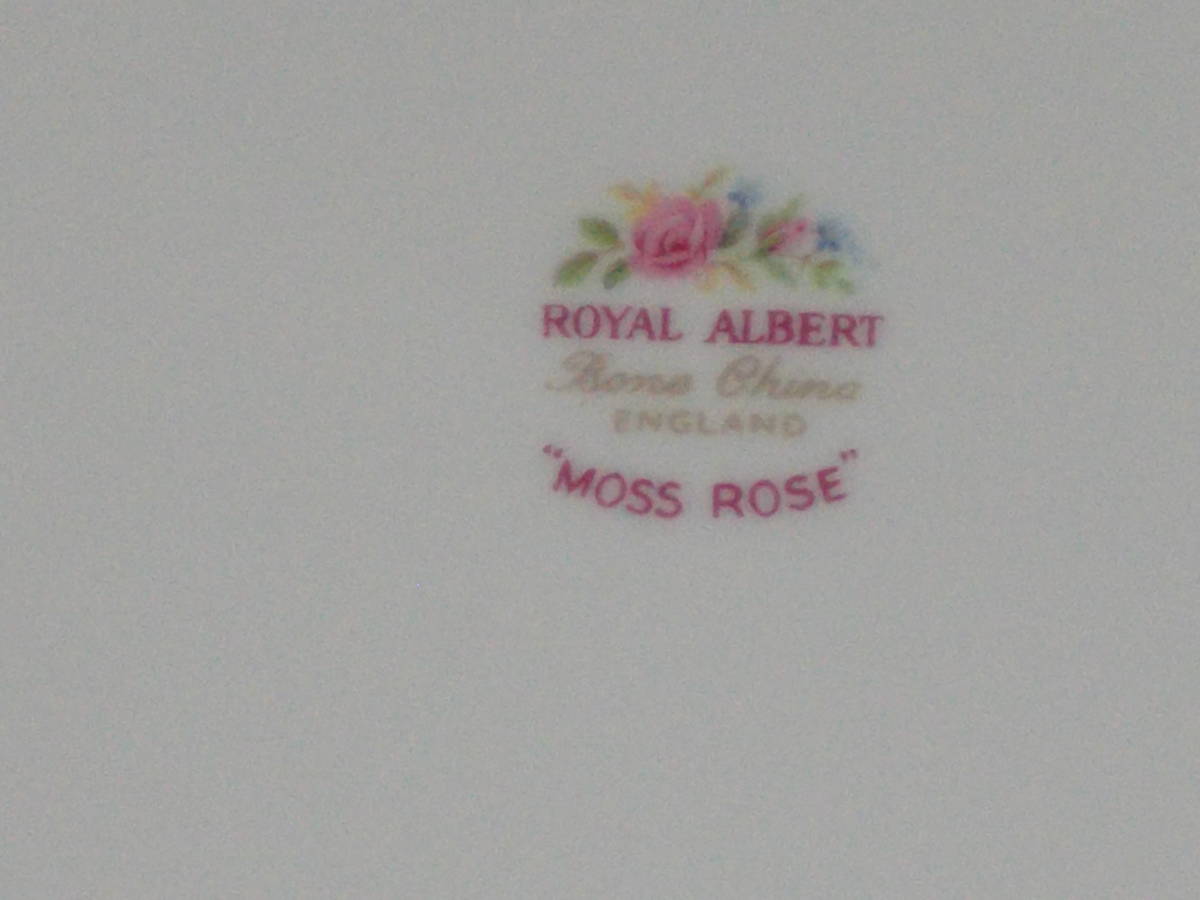 ROYAL ALBERT
Bone China
ENGLAND
"MOSS ROSE"